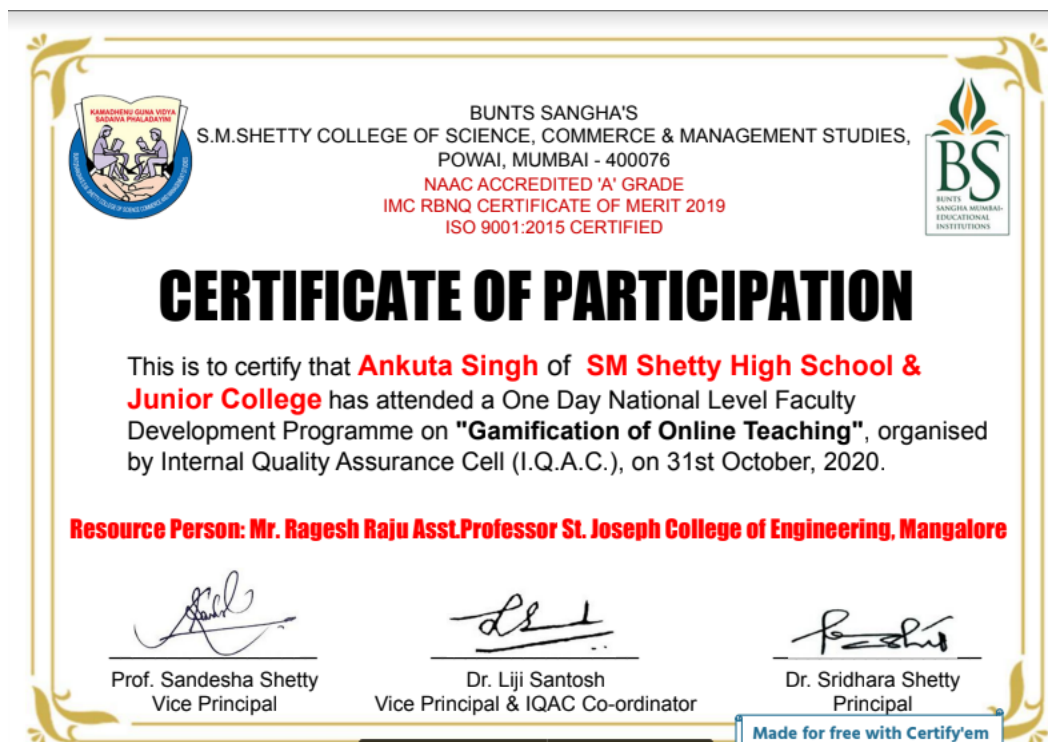 KAMADHENU GUNA VIDYA
SADAIVA PHALADAYINI
BUNTS SANGHA'S
S.M.SHETTY COLLEGE OF SCIENCE, COMMERCE & MANAGEMENT STUDIES,
POWAI, MUMBAI - 400076
NAAC ACCREDITED 'A' GRADE
IMC RBNQ CERTIFICATE OF MERIT 2019
ISO 9001:2015 CERTIFIED
BS
BUNTS
SANGHA MUMBAI-
EDUCATIONAL
INSTITUTIONS
CERTIFICATE OF PARTICIPATION
This is to certify that Ankuta Singh of SM Shetty High School &
Junior College has attended a One Day National Level Faculty
Development Programme on "Gamification of Online Teaching", organised
by Internal Quality Assurance Cell (I.Q.A.C.), on 31st October, 2020.
Resource Person: Mr. Ragesh Raju Asst.Professor St. Joseph College of Engineering, Mangalore
Prof. Sandesha Shetty
Vice Principal
Dr. Liji Santosh
Vice Principal & IQAC Co-ordinator
Dr. Sridhara Shetty
Principal
Made for free with Certify'em